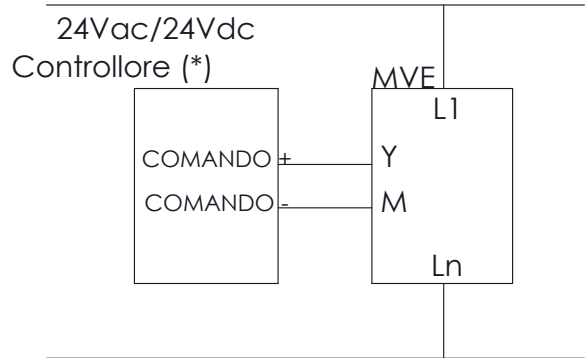 24Vac/24Vdc
Controllore (*)
MVE
L1
COMANDO +
Y
COMANDO -
M
Ln